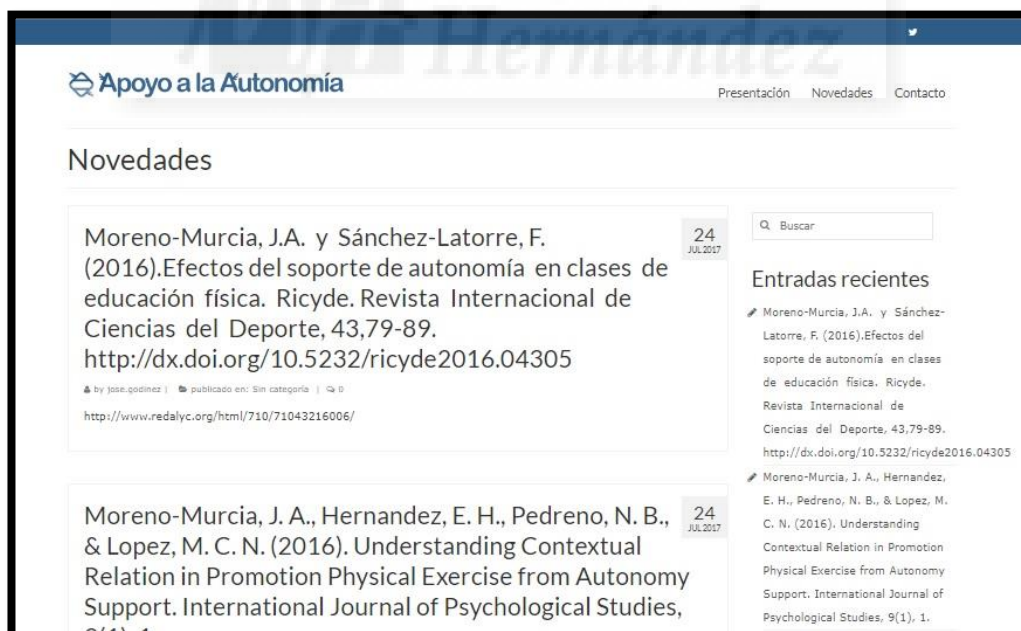 Hernández
Apoyo a la Autonomía
Presentación Novedades Contacto
Novedades
Moreno-Murcia, J.A. y Sánchez-Latorre, F.
(2016).Efectos del soporte de autonomía en clases de
educación física. Ricyde. Revista Internacional de
Ciencias del Deporte, 43,79-89.
http://dx.doi.org/10.5232/ricyde2016.04305
24
JUL 2017
by jose.godinez | publicado en: Sin categoría | 0
http://www.redalyc.org/html/710/71043216006/
Moreno-Murcia, J. A., Hernandez, E. H., Pedreno, N. B.,
& Lopez, M. C. N. (2016). Understanding Contextual
Relation in Promotion Physical Exercise from Autonomy
Support. International Journal of Psychological Studies,
9(1), 1.
24
JUL 2017
Buscar
Entradas recientes
Moreno-Murcia, J.A. y Sánchez-
Latorre, F. (2016).Efectos del
soporte de autonomía en clases
de educación física. Ricyde.
Revista Internacional de
Ciencias del Deporte, 43,79-89.
http://dx.doi.org/10.5232/ricyde2016.04305
Moreno-Murcia, J. A., Hernandez,
E. H., Pedreno, N. B., & Lopez, M.
C. N. (2016). Understanding
Contextual Relation in Promotion
Physical Exercise from Autonomy
Support. International Journal of
Psychological Studies, 9(1), 1.